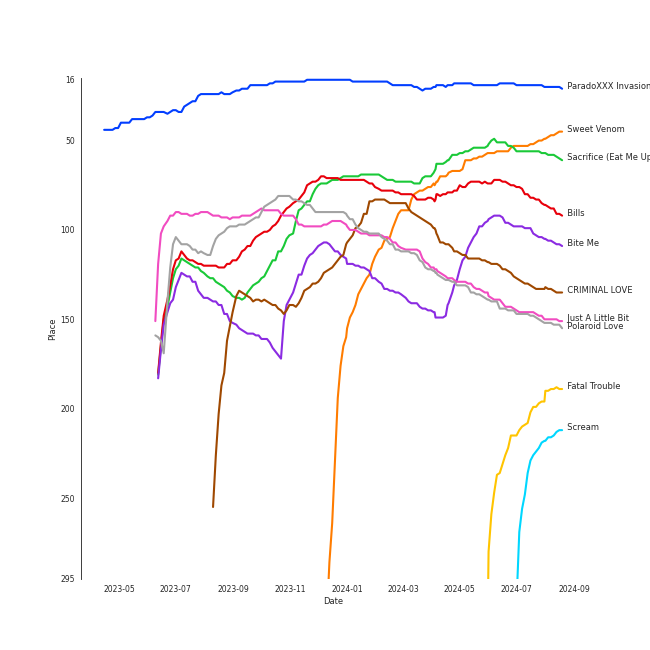 16
50
100
150
200
250
295
Place
2023-05
2023-07
2023-09
2023-11
2024-01
2024-03
2024-05
2024-07
2024-09
Date
ParadoXXX Invasion
Sweet Venom
Sacrifice (Eat Me Up
Bills
Bite Me
CRIMINAL LOVE
Just A Little Bit
Polaroid Love
Fatal Trouble
Scream